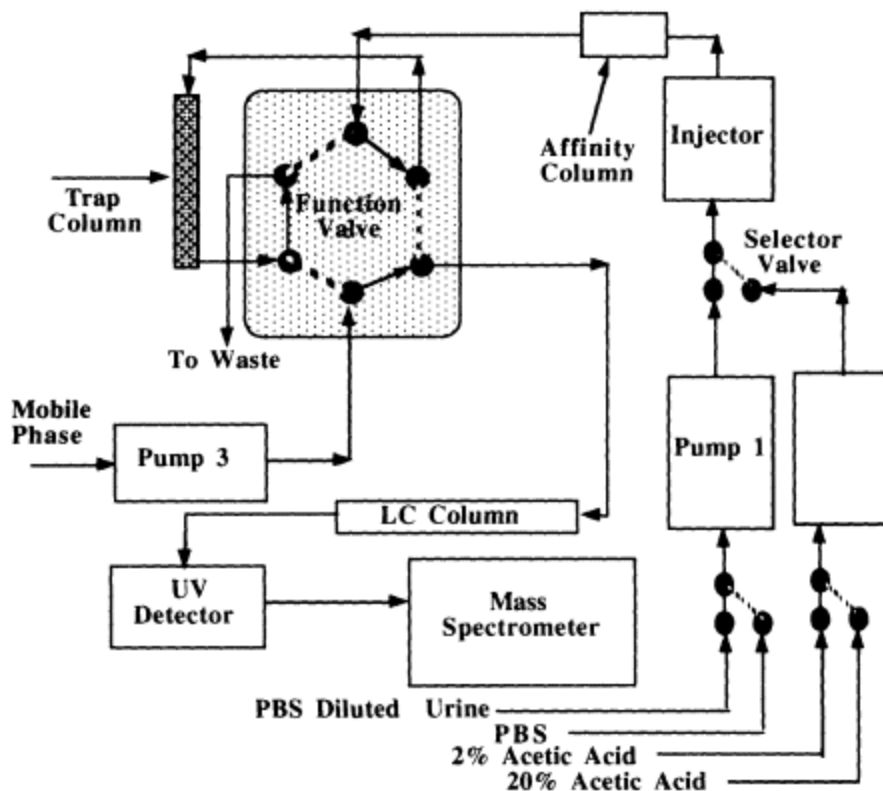 Injector
Affinity
Column
Trap
Column
Function
Valve
Selector
Valve
To Waste
Mobile
Phase
Pump 3
Pump 1
LC Column
UV
Detector
Mass
Spectrometer
PBS Diluted Urine
PBS
2% Acetic Acid
20% Acetic Acid